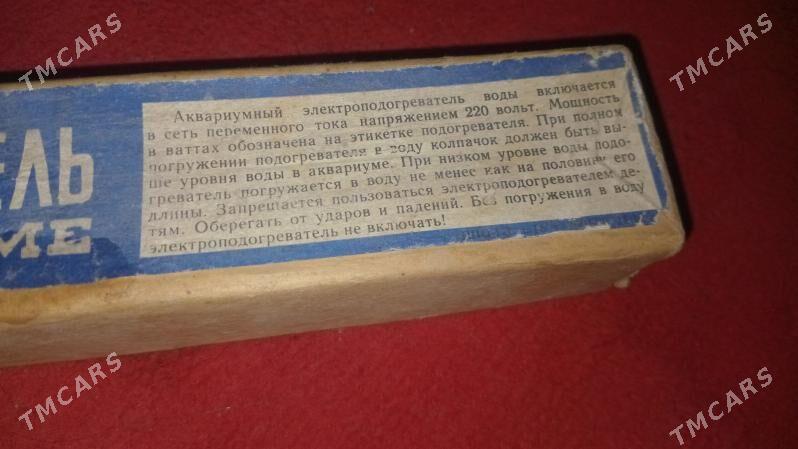 TMCARS
TMCARS
ЕЛЬ
МЕ
Аквариумный электроподогреватель воды включается
в сеть переменного тока напряжением 220 вольт. Мощность
в ваттах обозначена на этикетке подогревателя. При полном
погружении подогревателя в воду колпачок должен быть вы-
ше уровня воды в аквариуме. При низком уровне воды подо-
греватель погружается в воду не менее как на половину его
длины. Запрещается пользоваться электроподогревателем де-
тям. Оберегать от ударов и палений. Без погружения в воду
электроподогреватель не включать!
TMCARS
TMCARS